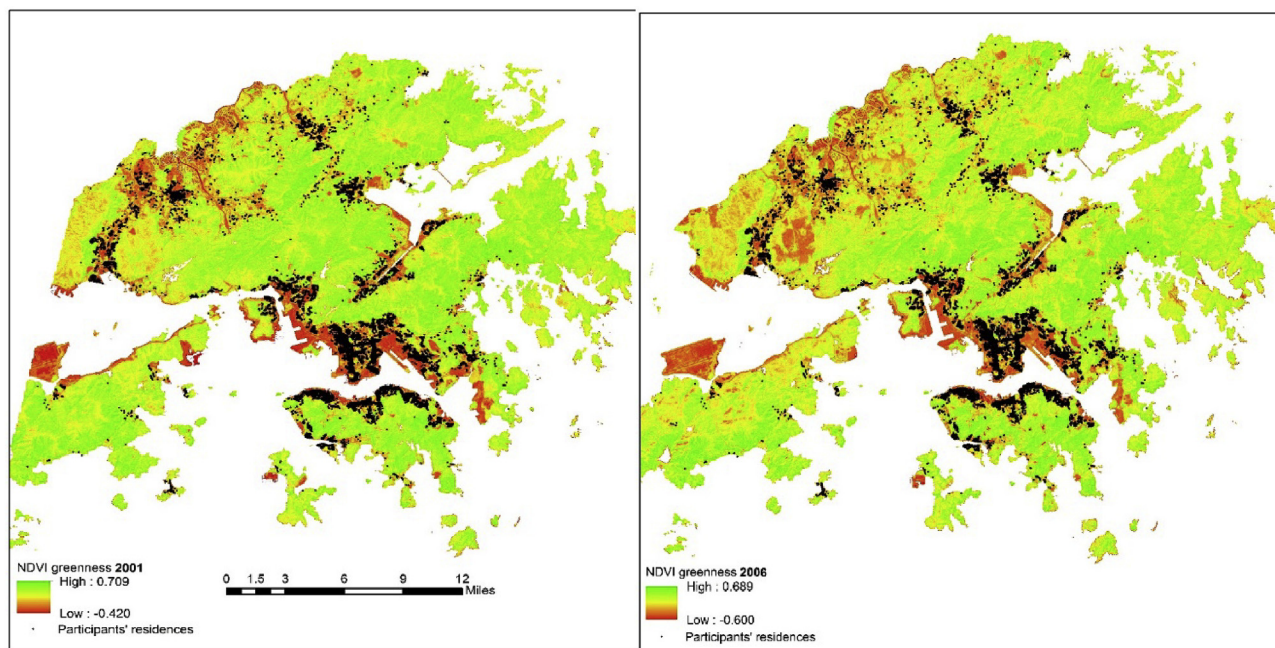 NDVI greenness 2001
High : 0.709
Low : -0.420
Participants' residences
0 1.5 3 6 9 12
Miles
NDVI greenness 2006
High : 0.689
Low : -0.600
Participants' residences